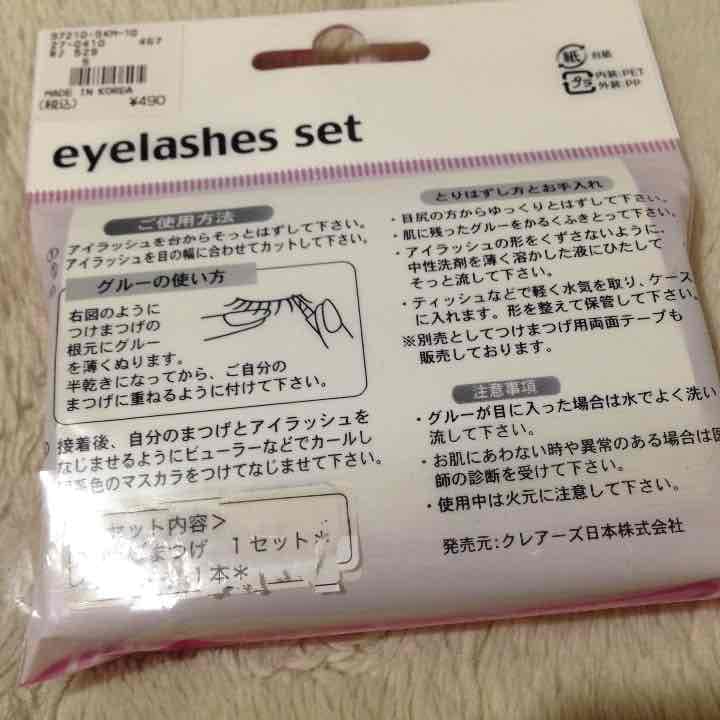 97210-5KM-10
27-0410 467
W/ 529
5
MADE IN KOREA
(税込) ¥490
紙 台紙
プラ 内装:PET
外装:PP
eyelashes set
ご使用方法
アイラッシュを台からそっとはずして下さい。
アイラッシュを目の幅に合わせてカットして下さい。
グルーの使い方
右図のように
つけまつげの
根元にグルー
を薄くぬります。
半乾きになってから、ご自分の
まつげに重ねるように付けて下さい。
接着後、自分のまつげとアイラッシュを
なじませるようにビューラーなどでカールし
色のマスカラをつけてなじませて下さい。
セット内容>
まつげ 1セット*
1本*
とりはずし方とお手入れ
・目尻の方からゆっくりとはずして下さい。
・肌に残ったグルーをかるくふきとって下さい。
・アイラッシュの形をくずさないように、
中性洗剤を薄く溶かした液にひたして
そっと流して下さい。
・ティッシュなどで軽く水気を取り、ケース
に入れます。形を整えて保管して下さい。
※別売としてつけまつげ用両面テープも
販売しております。
注意事項
・グルーが目に入った場合は水でよく洗い
流して下さい。
・お肌にあわない時や異常のある場合は医
師の診断を受けて下さい。
・使用中は火元に注意して下さい。
発売元:クレアーズ日本株式会社